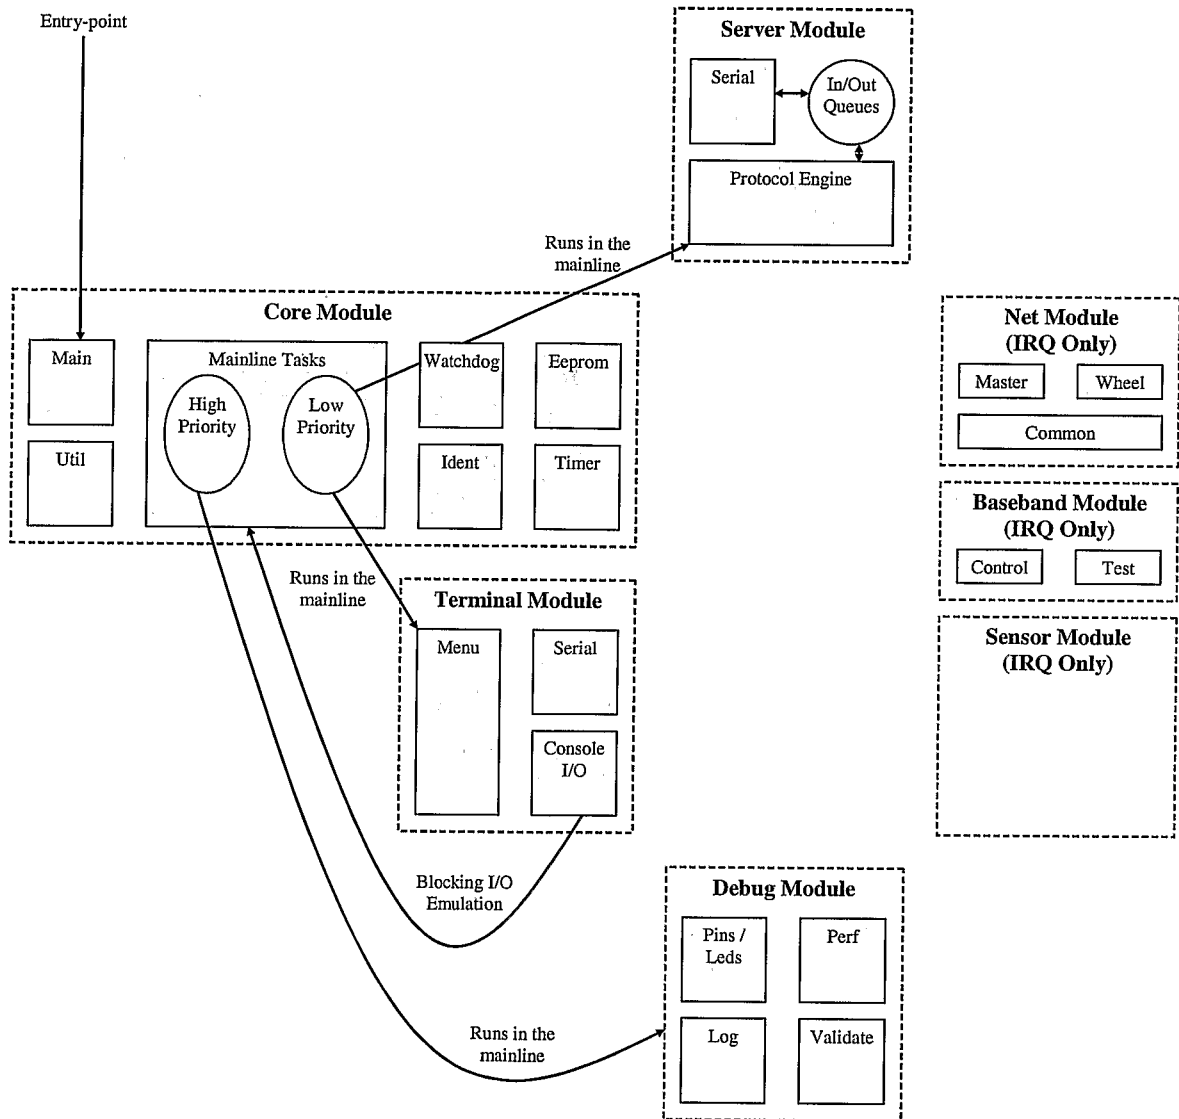 Entry-point
Server Module
Serial
In/Out
Queues
Protocol Engine
Runs in the
mainline
Core Module
Main
Mainline Tasks
High
Priority
Low
Priority
Watchdog
Eeprom
Util
Ident
Timer
Net Module
(IRQ Only)
Master
Wheel
Common
Baseband Module
(IRQ Only)
Control
Test
Sensor Module
(IRQ Only)
Runs in the
mainline
Terminal Module
Menu
Serial
Console
I/O
Blocking I/O
Emulation
Debug Module
Pins /
Leds
Perf
Log
Validate
Runs in the
mainline